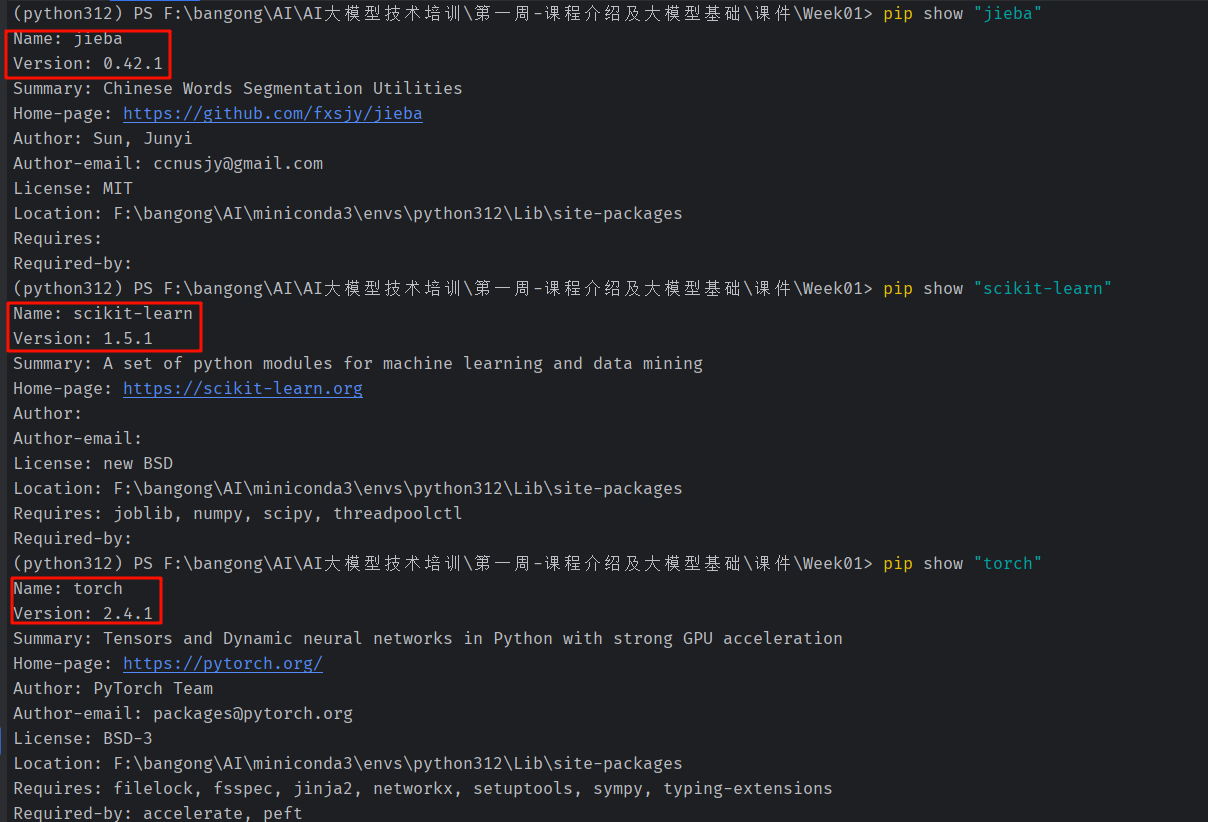 (python312) PS F:\bangong\AI\AI大模型技术培训\第一周-课程介绍及大模型基础\课件\Week01> pip show "jieba"
Name: jieba
Version: 0.42.1
Summary: Chinese Words Segmentation Utilities
Home-page: https://github.com/fxsjy/jieba
Author: Sun, Junyi
Author-email: ccnusjy@gmail.com
License: MIT
Location: F:\bangong\AI\miniconda3\envs\python312\Lib\site-packages
Requires:
Required-by:
(python312) PS F:\bangong\AI\AI大模型技术培训\第一周-课程介绍及大模型基础\课件\Week01> pip show "scikit-learn"
Name: scikit-learn
Version: 1.5.1
Summary: A set of python modules for machine learning and data mining
Home-page: https://scikit-learn.org
Author:
Author-email:
License: new BSD
Location: F:\bangong\AI\miniconda3\envs\python312\Lib\site-packages
Requires: joblib, numpy, scipy, threadpoolctl
Required-by:
(python312) PS F:\bangong\AI\AI大模型技术培训\第一周-课程介绍及大模型基础\课件\Week01> pip show "torch"
Name: torch
Version: 2.4.1
Summary: Tensors and Dynamic neural networks in Python with strong GPU acceleration
Home-page: https://pytorch.org/
Author: PyTorch Team
Author-email: packages@pytorch.org
License: BSD-3
Location: F:\bangong\AI\miniconda3\envs\python312\Lib\site-packages
Requires: filelock, fsspec, jinja2, networkx, setuptools, sympy, typing-extensions
Required-by: accelerate, peft